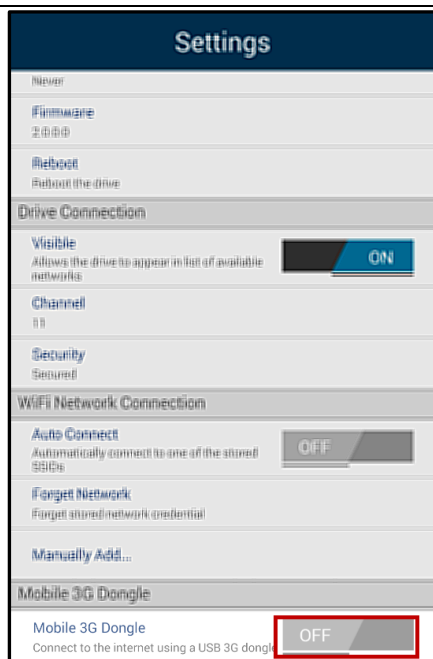 Settings
Never
Firmware
2.0.0.0
Reboot
Reboot the drive
Drive Connection
Visible
Allows the drive to appear in list of available
networks
ON
Channel
11
Security
Secured
WiFi Network Connection
Auto Connect
Automatically connect to one of the stored
SSIDs
OFF
Forget Network
Forget stored network credential
Manually Add...
Mobile 3G Dongle
Mobile 3G Dongle
Connect to the internet using a USB 3G dongle
OFF